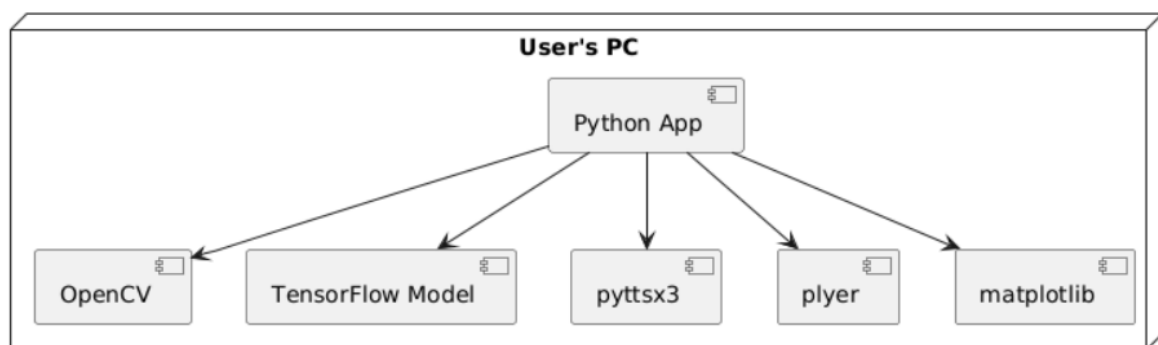 User's PC
Python App
OpenCV
TensorFlow Model
pyttsx3
plyer
matplotlib